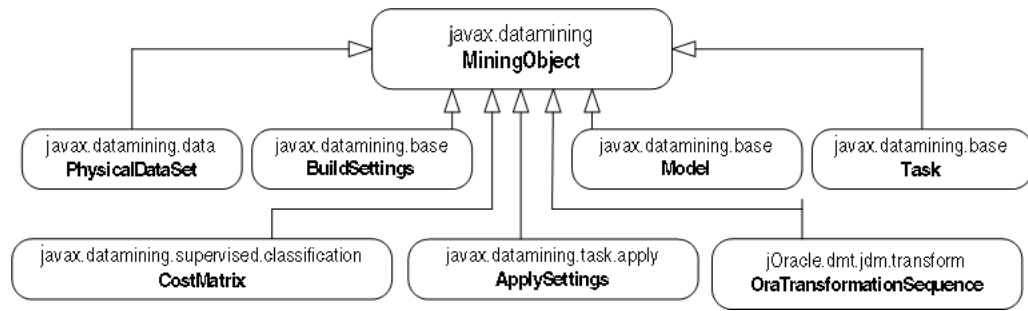 javax.datamining
MiningObject
javax.datamining.data
PhysicalDataSet
javax.datamining.base
BuildSettings
javax.datamining.base
Model
javax.datamining.base
Task
javax.datamining.supervised.classification
CostMatrix
javax.datamining.task.apply
ApplySettings
jOracle.dmt.jdm.transform
OraTransformationSequence